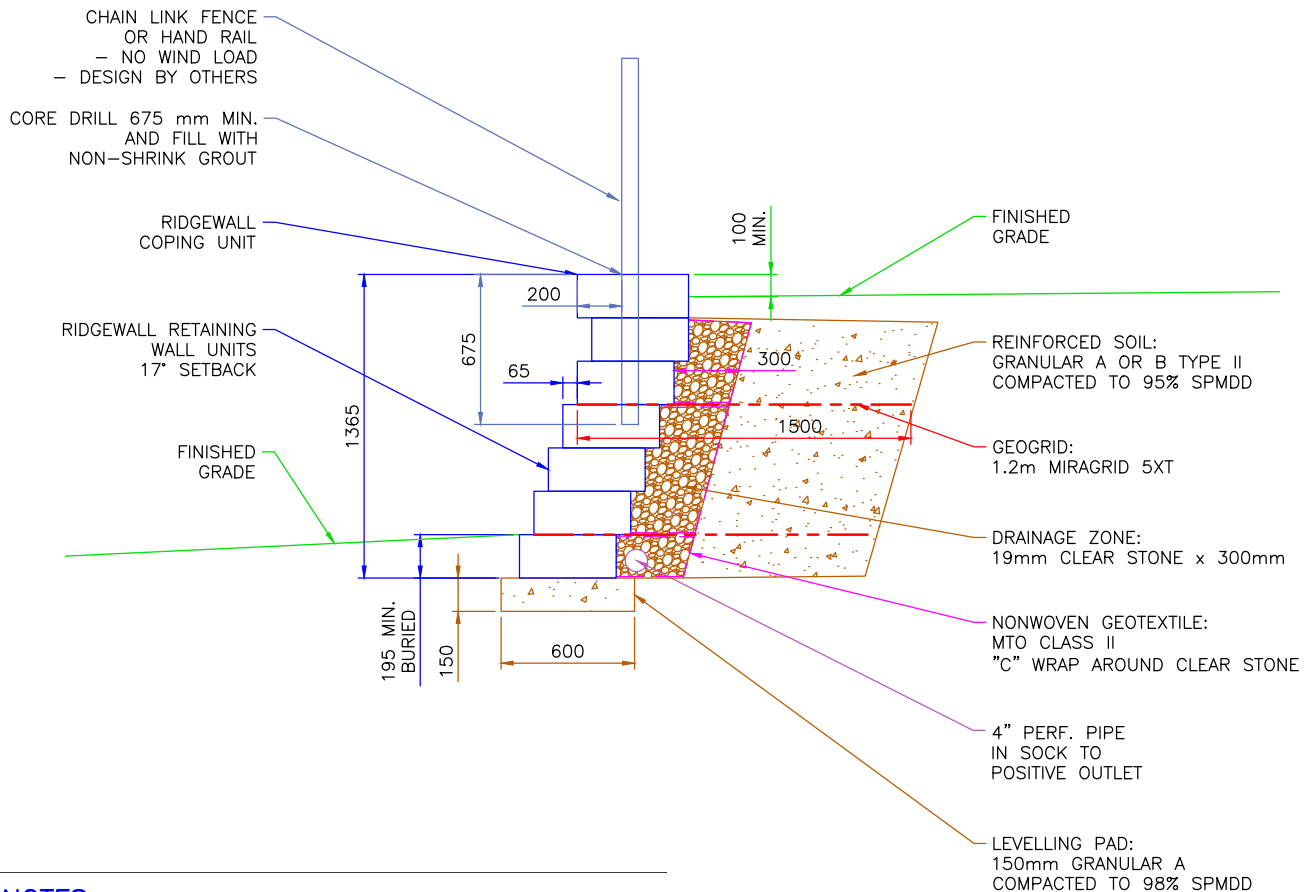 CHAIN LINK FENCE
OR HAND RAIL
– NO WIND LOAD
– DESIGN BY OTHERS
CORE DRILL 675 mm MIN.
AND FILL WITH
NON–SHRINK GROUT
RIDGEWALL
COPING UNIT
RIDGEWALL RETAINING
WALL UNITS
17° SETBACK
FINISHED
GRADE
100
MIN.
200
675
65
1365
300
1500
195 MIN.
BURIED
150
600
FINISHED
GRADE
REINFORCED SOIL:
GRANULAR A OR B TYPE II
COMPACTED TO 95% SPMDD
GEOGRID:
1.2m MIRAGRID 5XT
DRAINAGE ZONE:
19mm CLEAR STONE x 300mm
NONWOVEN GEOTEXTILE:
MTO CLASS II
"C" WRAP AROUND CLEAR STONE
4" PERF. PIPE
IN SOCK TO
POSITIVE OUTLET
LEVELLING PAD:
150mm GRANULAR A
COMPACTED TO 98% SPMDD
NOTES